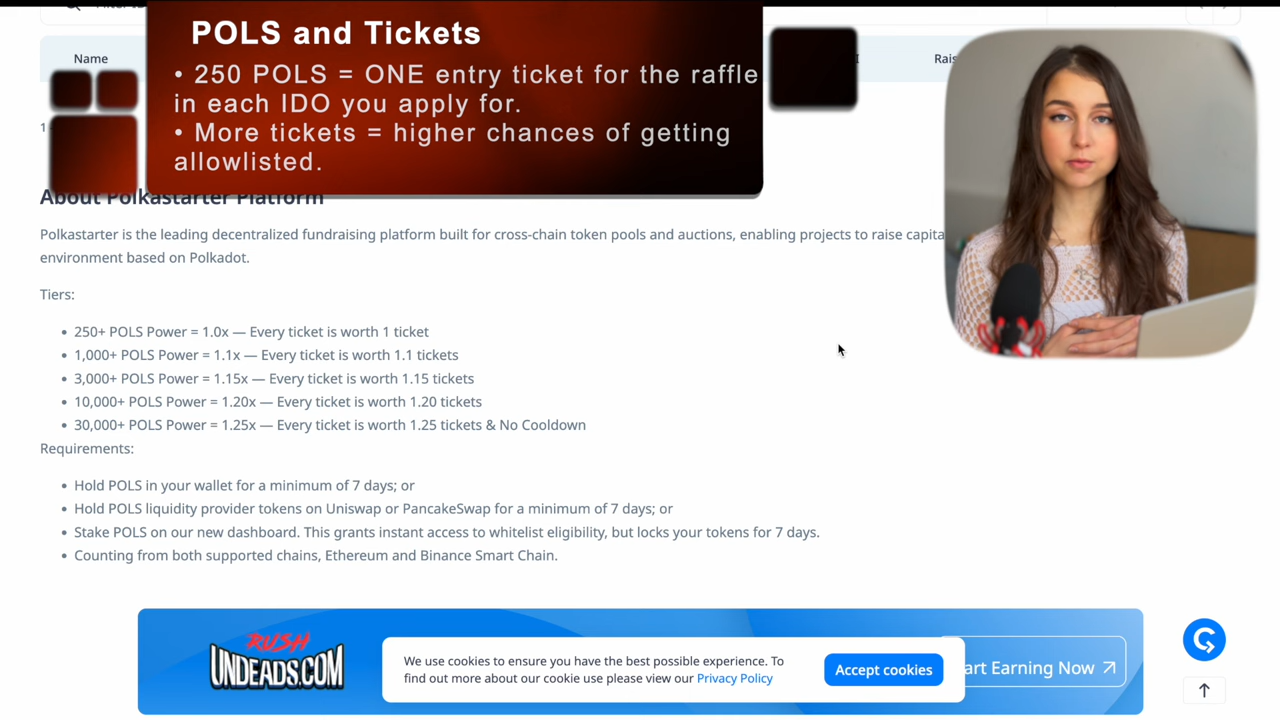 POLS and Tickets
• 250 POLS = ONE entry ticket for the raffle
in each IDO you apply for.
• More tickets = higher chances of getting
allowlisted.
Name
About Polkastarter Platform
Polkastarter is the leading decentralized fundraising platform built for cross-chain token pools and auctions, enabling projects to raise capita
environment based on Polkadot.
Tiers:
• 250+ POLS Power = 1.0x — Every ticket is worth 1 ticket
• 1,000+ POLS Power = 1.1x — Every ticket is worth 1.1 tickets
• 3,000+ POLS Power = 1.15x — Every ticket is worth 1.15 tickets
• 10,000+ POLS Power = 1.20x — Every ticket is worth 1.20 tickets
• 30,000+ POLS Power = 1.25x — Every ticket is worth 1.25 tickets & No Cooldown
Requirements:
• Hold POLS in your wallet for a minimum of 7 days; or
• Hold POLS liquidity provider tokens on Uniswap or PancakeSwap for a minimum of 7 days; or
• Stake POLS on our new dashboard. This grants instant access to whitelist eligibility, but locks your tokens for 7 days.
• Counting from both supported chains, Ethereum and Binance Smart Chain.
RUSH
UNDEADS.COM
We use cookies to ensure you have the best possible experience. To
find out more about our cookie use please view our Privacy Policy
Accept cookies
art Earning Now